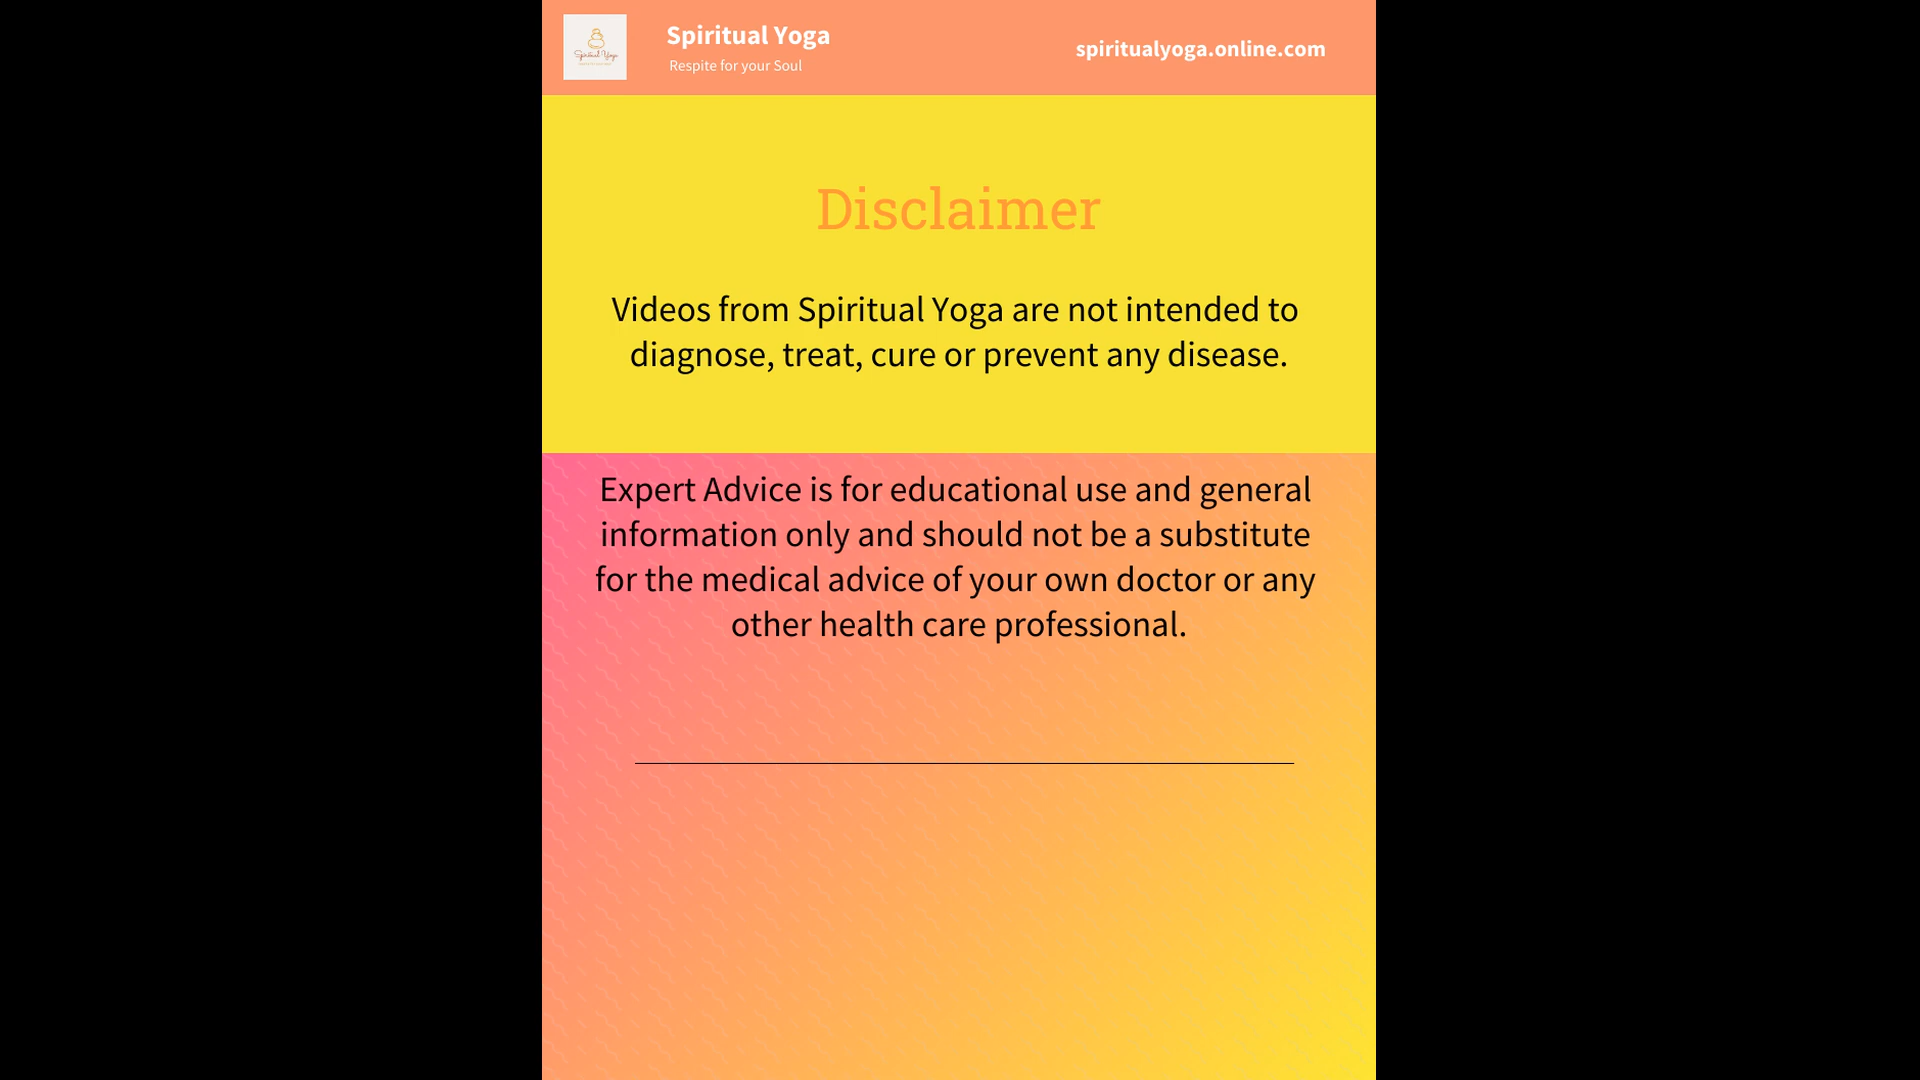 Spiritual Yoga
Spiritual Yoga
Respite for your Soul
spiritualyoga.online.com
Disclaimer
Videos from Spiritual Yoga are not intended to
diagnose, treat, cure or prevent any disease.
Expert Advice is for educational use and general
information only and should not be a substitute
for the medical advice of your own doctor or any
other health care professional.